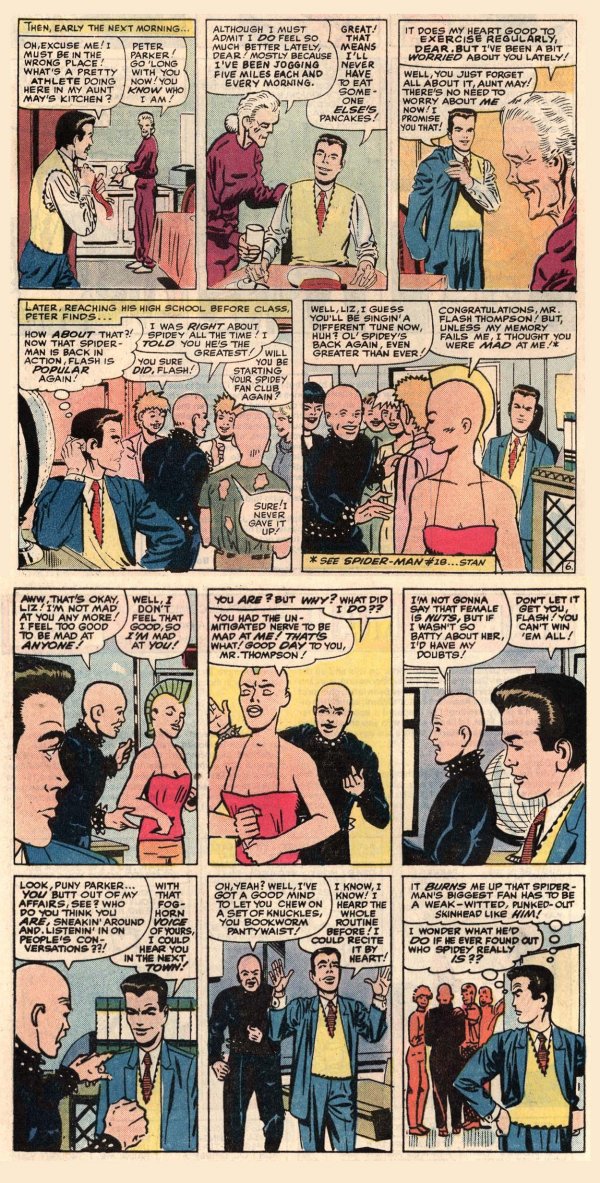 THEN, EARLY THE NEXT MORNING...
OH, EXCUSE ME! I
MUST BE IN THE
WRONG PLACE!
WHAT'S A PRETTY
ATHLETE DOING
HERE IN MY AUNT
MAY'S KITCHEN?
PETER
PARKER!
GO 'LONG
WITH YOU
NOW! YOU
KNOW WHO
I AM!
ALTHOUGH I MUST
ADMIT I DO FEEL SO
MUCH BETTER LATELY,
DEAR! MOSTLY BECAUSE
I'VE BEEN JOGGING
FIVE MILES EACH AND
EVERY MORNING.
GREAT!
THAT
MEANS
I'LL
NEVER
HAVE
TO EAT
SOME-
ONE
ELSE'S
PANCAKES!
IT DOES MY HEART GOOD TO
EXERCISE REGULARLY,
DEAR, BUT I'VE BEEN A BIT
WORRIED ABOUT YOU LATELY!
WELL, YOU JUST FORGET
ALL ABOUT IT, AUNT MAY!
THERE'S NO NEED TO
WORRY ABOUT ME
NOW! I
PROMISE
YOU THAT!
LATER, REACHING HIS HIGH SCHOOL BEFORE CLASS,
PETER FINDS...
HOW ABOUT THAT?!
NOW THAT SPIDER-
MAN IS BACK IN
ACTION, FLASH IS
POPULAR
AGAIN!
I WAS RIGHT ABOUT
SPIDEY ALL THE TIME! I
TOLD YOU HE'S THE
GREATEST!
YOU SURE
DID, FLASH!
WILL
YOU BE
STARTING
YOUR SPIDEY
FAN CLUB
AGAIN?
SURE! I
NEVER
GAVE IT
UP!
WELL, LIZ, I GUESS
YOU'LL BE SINGIN' A
DIFFERENT TUNE NOW,
HUH? OL' SPIDEY'S
BACK AGAIN, EVEN
GREATER THAN EVER!
CONGRATULATIONS, MR.
FLASH THOMPSON! BUT,
UNLESS MY MEMORY
FAILS ME, I THOUGHT YOU
WERE MAD AT ME!*
* SEE SPIDER-MAN #18...STAN
6.
AWW, THAT'S OKAY,
LIZ! I'M NOT MAD
AT YOU ANY MORE!
I FEEL TOO GOOD
TO BE MAD AT
ANYONE!
WELL, I
DON'T
FEEL THAT
GOOD, SO
I'M MAD
AT YOU!
YOU ARE? BUT WHY? WHAT DID
I DO??
YOU HAD THE UN-
MITIGATED NERVE TO BE
MAD AT ME! THAT'S
WHAT! GOOD DAY TO YOU,
MR. THOMPSON!
I'M NOT GONNA
SAY THAT FEMALE
IS NUTS, BUT IF
I WASN'T SO
BATTY ABOUT HER,
I'D HAVE MY
DOUBTS!
DON'T LET IT
GET YOU,
FLASH! YOU
CAN'T WIN
'EM ALL!
LOOK, PUNY PARKER...
YOU BUTT OUT OF MY
AFFAIRS, SEE? WHO
DO YOU THINK YOU
ARE, SNEAKIN' AROUND
AND LISTENIN' IN ON
PEOPLE'S CON-
VERSATIONS??!
WITH
THAT
FOG-
HORN
VOICE
OF YOURS,
I COULD
HEAR YOU
IN THE NEXT
TOWN!
OH, YEAH? WELL, I'VE
GOT A GOOD MIND
TO LET YOU CHEW ON
A SET OF KNUCKLES,
YOU BOOKWORM
PANTYWAIST!
I KNOW, I
KNOW! I
HEARD THE
WHOLE
ROUTINE
BEFORE! I
COULD RECITE
IT BY
HEART!
IT BURNS ME UP THAT SPIDER-
MAN'S BIGGEST FAN HAS TO BE
A WEAK-WITTED, PUNKED-OUT
SKINHEAD LIKE HIM!
I WONDER WHAT HE'D
DO IF HE EVER FOUND OUT
WHO SPIDEY REALLY
IS??